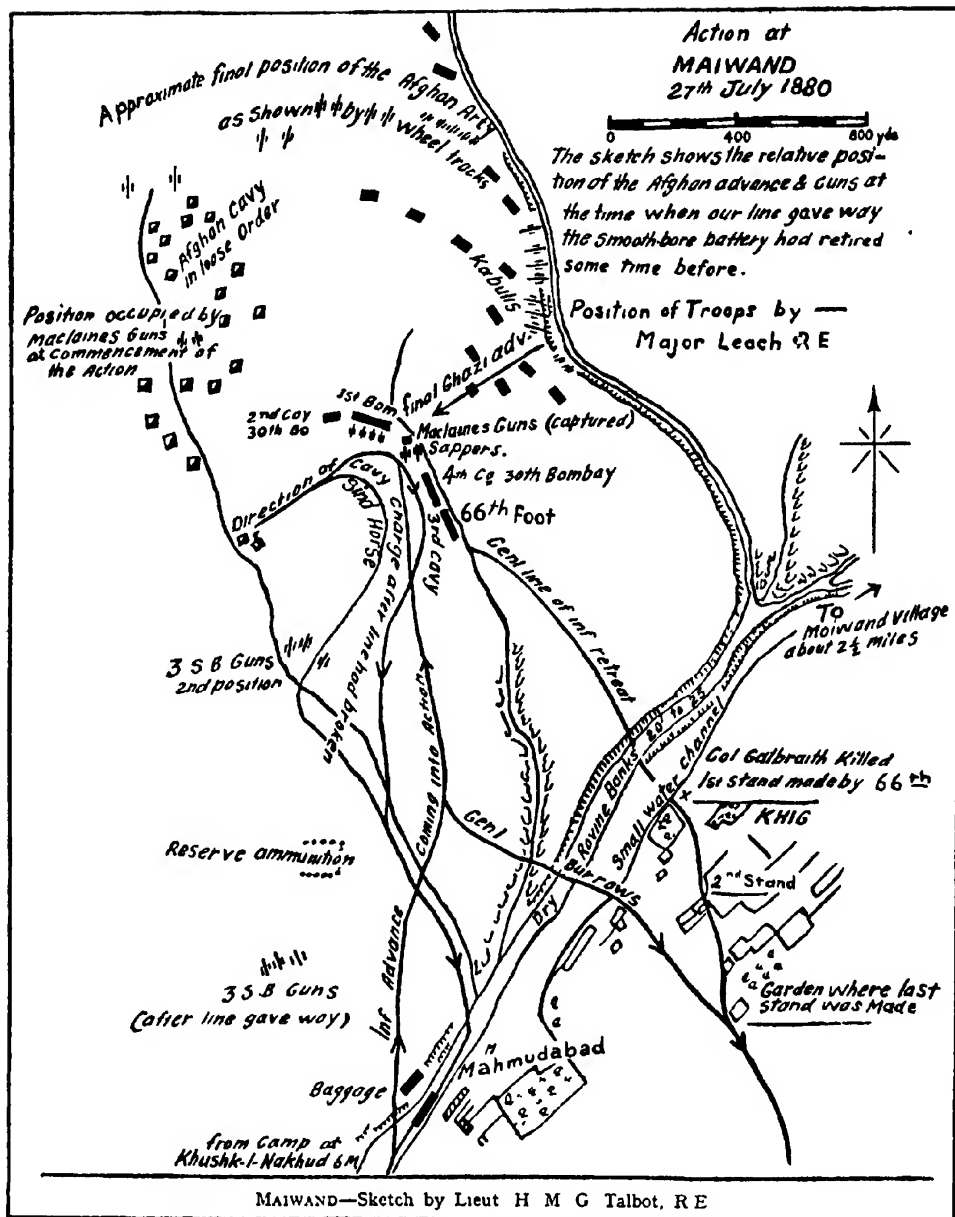 Action at
MAIWAND
27th July 1880
0 400 800 yds
The sketch shows the relative posi-
tion of the Afghan advance & Guns at
the time when our line gave way
the Smooth-bore battery had retired
some time before.
Position of Troops by —
Major Leach R E
Approximate final position of the Afghan Arty
as Shown by wheel tracks
Afghan Cavy
in loose Order
Position occupied by
Maclaines Guns
at Commencement of
the Action
Kabulis
final Ghazi adv.
1st Bom
2nd Coy
30th Bo
Maclaines Guns (captured)
Sappers.
4th Co 30th Bombay
66th Foot
Direction of Cavy
Charge after line had broken
Sind Horse
3rd Cavy
Genl line of inf retreat
To
Maiwand Village
about 2½ Miles
3 S B Guns
2nd position
Coming into Action
Dry Ravine Banks 20 to 25
Small water channel
Col Galbraith Killed
1st Stand made by 66th
KHIG
2nd Stand
Reserve ammunition
Genl Burrows
Inf Advance
3 S B Guns
(after line gave way)
Garden where last
Stand was Made
Mahmudabad
Baggage
from Camp at
Khushk-I-Nakhud 6M
MAIWAND—Sketch by Lieut H M G Talbot, R E